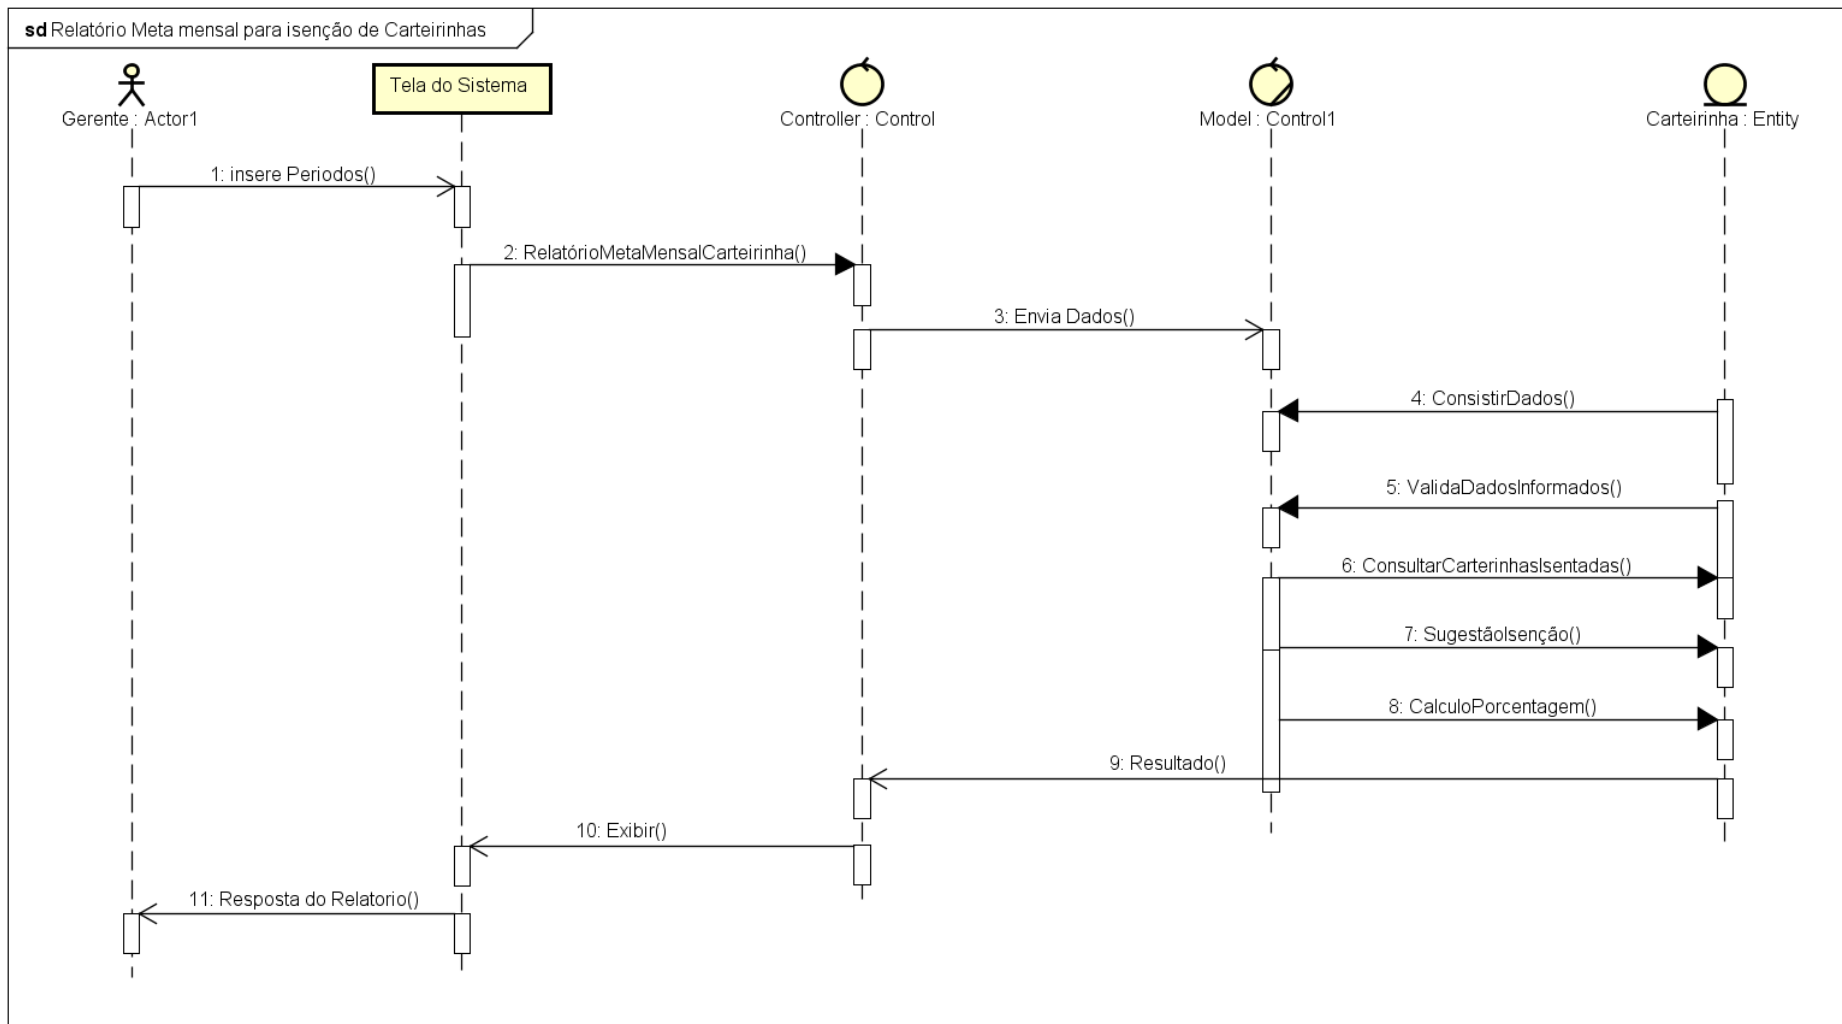 sd Relatório Meta mensal para isenção de Carteirinhas
Gerente : Actor1
Tela do Sistema
Controller : Control
Model : Control1
Carteirinha : Entity
1: insere Periodos()
2: RelatórioMetaMensalCarteirinha()
3: Envia Dados()
4: ConsistirDados()
5: ValidaDadosInformados()
6: ConsultarCarterinhasIsentadas()
7: SugestãoIsenção()
8: CalculoPorcentagem()
9: Resultado()
10: Exibir()
11: Resposta do Relatorio()